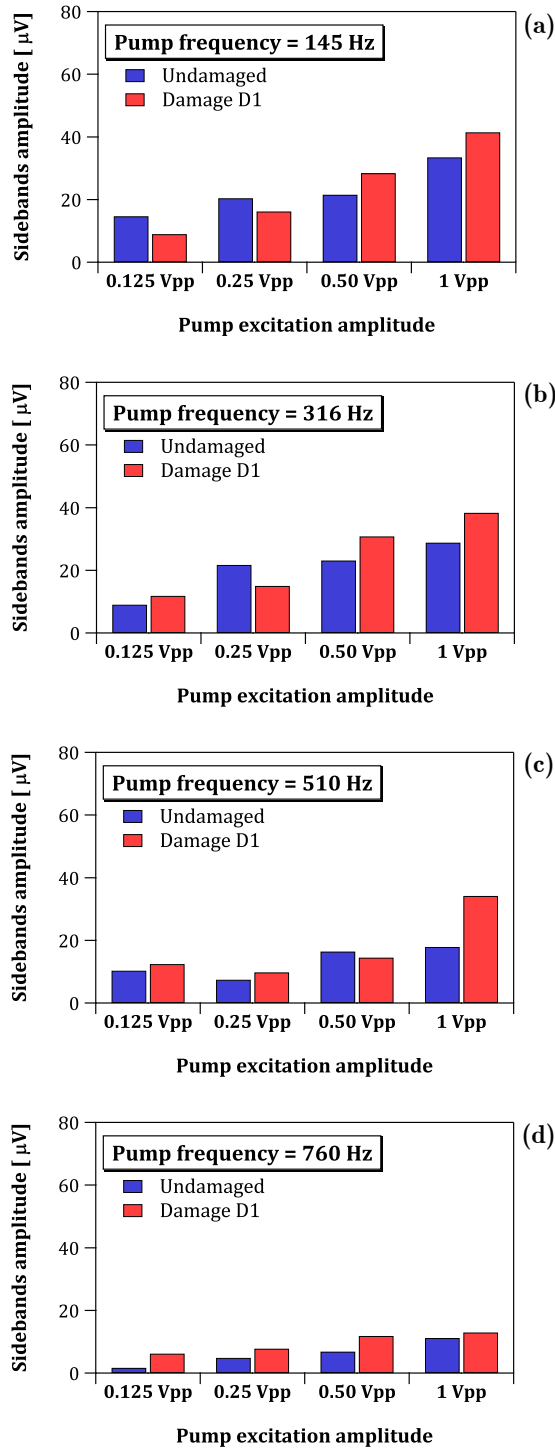 (a)
Pump frequency = 145 Hz
Undamaged
Damage D1
Sidebands amplitude [ μV]
80
60
40
20
0
0.125 Vpp 0.25 Vpp 0.50 Vpp 1 Vpp
Pump excitation amplitude
(b)
Pump frequency = 316 Hz
Undamaged
Damage D1
Sidebands amplitude [ μV]
80
60
40
20
0
0.125 Vpp 0.25 Vpp 0.50 Vpp 1 Vpp
Pump excitation amplitude
(c)
Pump frequency = 510 Hz
Undamaged
Damage D1
Sidebands amplitude [ μV]
80
60
40
20
0
0.125 Vpp 0.25 Vpp 0.50 Vpp 1 Vpp
Pump excitation amplitude
(d)
Pump frequency = 760 Hz
Undamaged
Damage D1
Sidebands amplitude [ μV]
80
60
40
20
0
0.125 Vpp 0.25 Vpp 0.50 Vpp 1 Vpp
Pump excitation amplitude